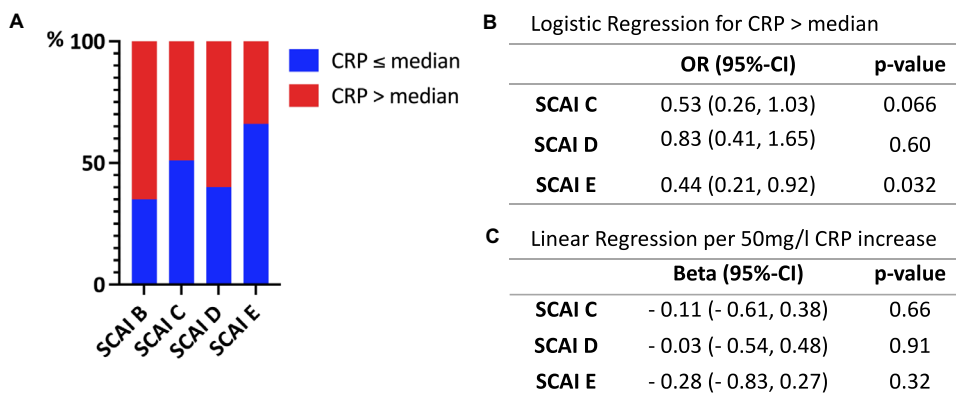 A
% 100
50
0
SCAI B
SCAI C
SCAI D
SCAI E
CRP ≤ median
CRP > median
B Logistic Regression for CRP > median
OR (95%-CI) p-value
SCAI C 0.53 (0.26, 1.03) 0.066
SCAI D 0.83 (0.41, 1.65) 0.60
SCAI E 0.44 (0.21, 0.92) 0.032
C Linear Regression per 50mg/l CRP increase
Beta (95%-CI) p-value
SCAI C - 0.11 (- 0.61, 0.38) 0.66
SCAI D - 0.03 (- 0.54, 0.48) 0.91
SCAI E - 0.28 (- 0.83, 0.27) 0.32